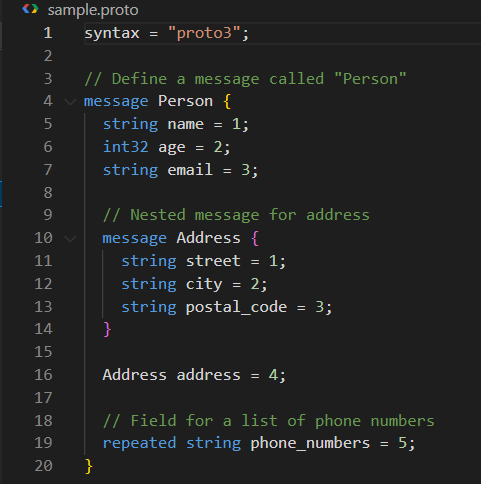 sample.proto
1 syntax = "proto3";
2
3 // Define a message called "Person"
4 message Person {
5 string name = 1;
6 int32 age = 2;
7 string email = 3;
8
9 // Nested message for address
10 message Address {
11 string street = 1;
12 string city = 2;
13 string postal_code = 3;
14 }
15
16 Address address = 4;
17
18 // Field for a list of phone numbers
19 repeated string phone_numbers = 5;
20 }